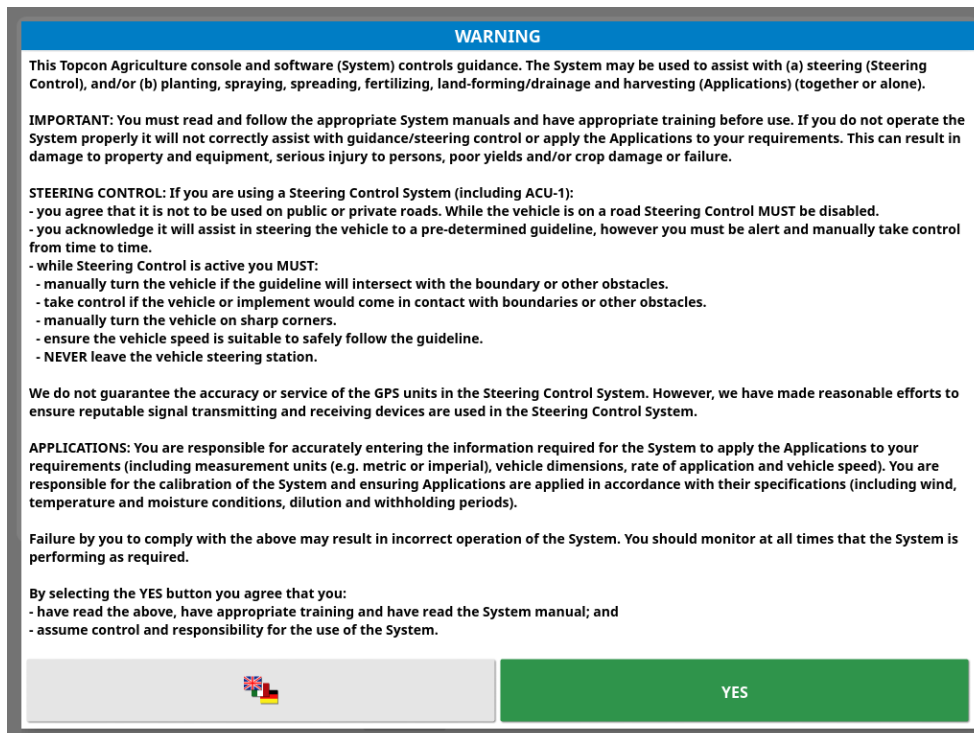 WARNING
This Topcon Agriculture console and software (System) controls guidance. The System may be used to assist with (a) steering (Steering
Control), and/or (b) planting, spraying, spreading, fertilizing, land-forming/drainage and harvesting (Applications) (together or alone).
IMPORTANT: You must read and follow the appropriate System manuals and have appropriate training before use. If you do not operate the
System properly it will not correctly assist with guidance/steering control or apply the Applications to your requirements. This can result in
damage to property and equipment, serious injury to persons, poor yields and/or crop damage or failure.
STEERING CONTROL: If you are using a Steering Control System (including ACU-1):
- you agree that it is not to be used on public or private roads. While the vehicle is on a road Steering Control MUST be disabled.
- you acknowledge it will assist in steering the vehicle to a pre-determined guideline, however you must be alert and manually take control
from time to time.
- while Steering Control is active you MUST:
- manually turn the vehicle if the guideline will intersect with the boundary or other obstacles.
- take control if the vehicle or implement would come in contact with boundaries or other obstacles.
- manually turn the vehicle on sharp corners.
- ensure the vehicle speed is suitable to safely follow the guideline.
- NEVER leave the vehicle steering station.
We do not guarantee the accuracy or service of the GPS units in the Steering Control System. However, we have made reasonable efforts to
ensure reputable signal transmitting and receiving devices are used in the Steering Control System.
APPLICATIONS: You are responsible for accurately entering the information required for the System to apply the Applications to your
requirements (including measurement units (e.g. metric or imperial), vehicle dimensions, rate of application and vehicle speed). You are
responsible for the calibration of the System and ensuring Applications are applied in accordance with their specifications (including wind,
temperature and moisture conditions, dilution and withholding periods).
Failure by you to comply with the above may result in incorrect operation of the System. You should monitor at all times that the System is
performing as required.
By selecting the YES button you agree that you:
- have read the above, have appropriate training and have read the System manual; and
- assume control and responsibility for the use of the System.
YES